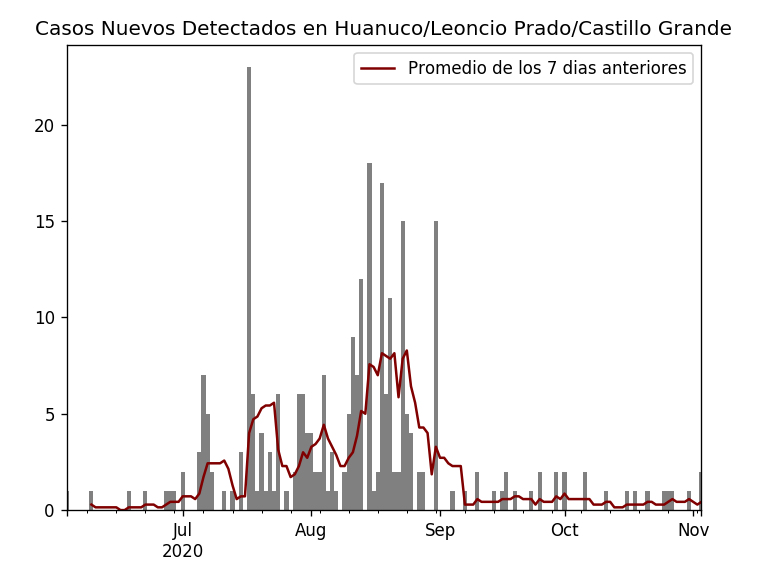 Casos Nuevos Detectados en Huanuco/Leoncio Prado/Castillo Grande
Promedio de los 7 dias anteriores
20
15
10
5
0
Jul Aug Sep Oct Nov
2020